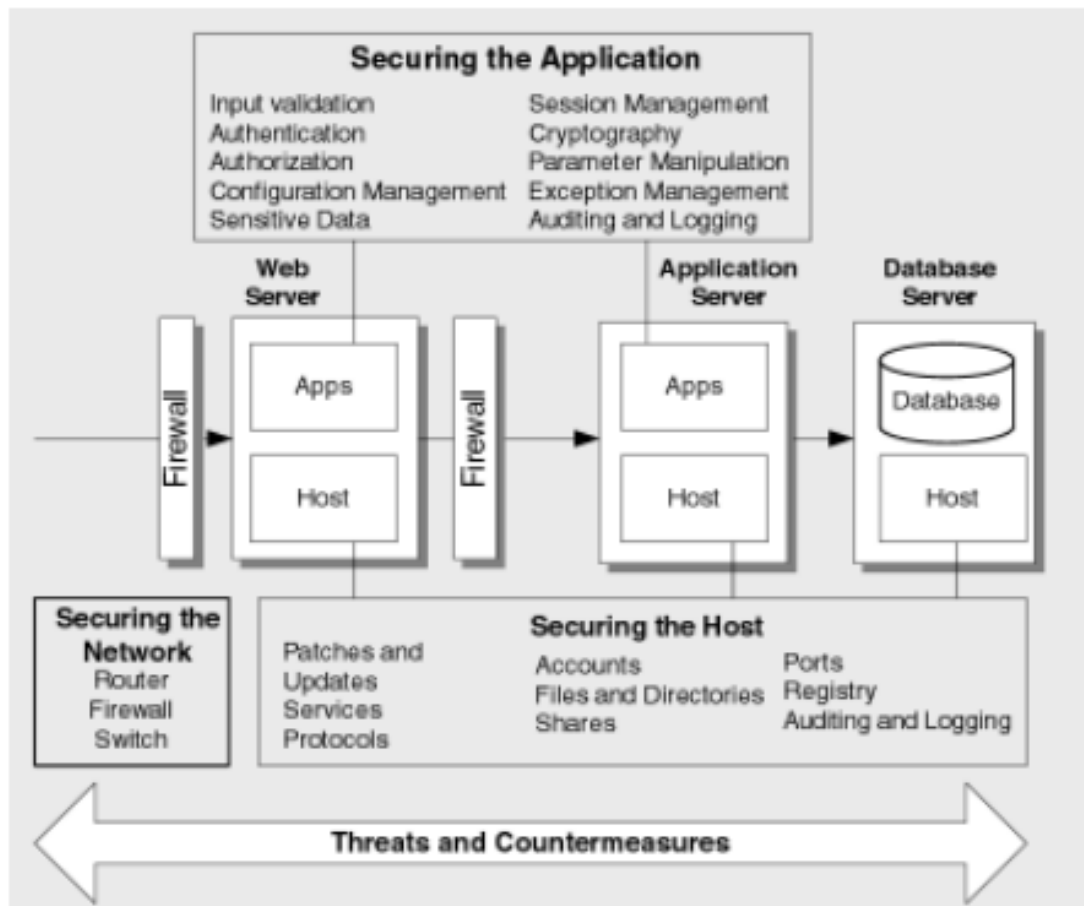 Securing the Application
Input validation
Authentication
Authorization
Configuration Management
Sensitive Data
Session Management
Cryptography
Parameter Manipulation
Exception Management
Auditing and Logging
Web
Server
Application
Server
Database
Server
Firewall
Apps
Host
Firewall
Apps
Host
Database
Host
Securing the
Network
Router
Firewall
Switch
Securing the Host
Patches and
Updates
Services
Protocols
Accounts
Files and Directories
Shares
Ports
Registry
Auditing and Logging
Threats and Countermeasures